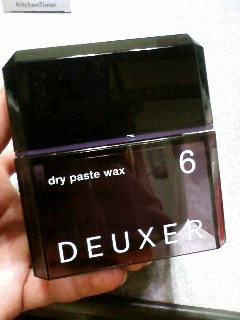 KitchenTimer
6
dry paste wax
DEUXER